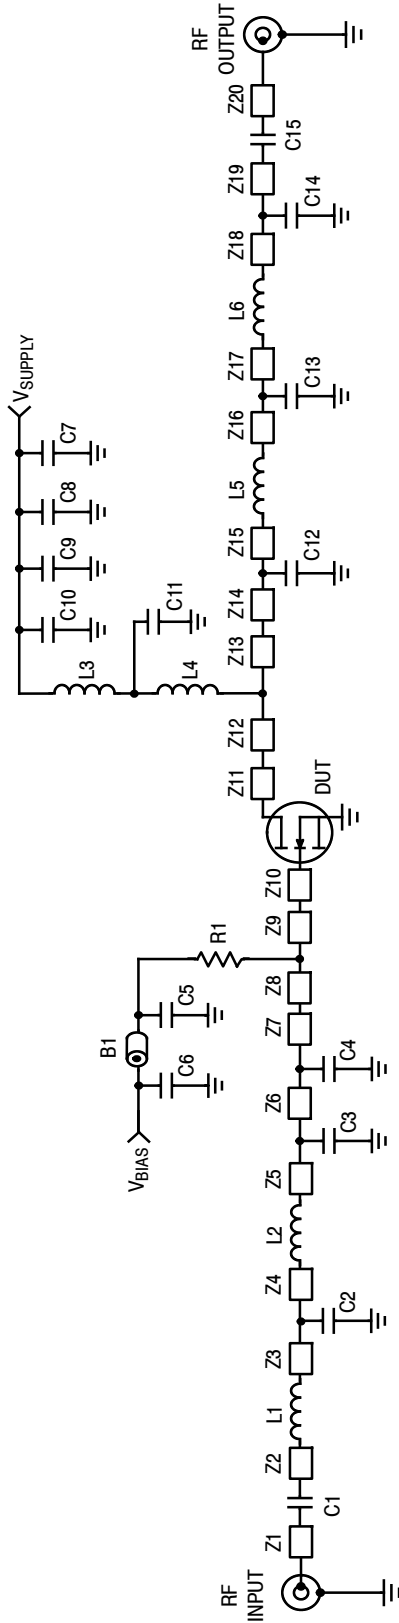 RF
INPUT
Z1
C1
Z2
L1
Z3
C2
Z4
L2
Z5
C3
Z6
C4
Z7
Z8
VBIAS
C6
B1
C5
R1
Z9
Z10
DUT
Z11
Z12
L3
L4
C11
C10
C9
C8
C7
VSUPPLY
Z13
Z14
C12
Z15
L5
Z16
C13
Z17
L6
Z18
C14
Z19
C15
Z20
RF
OUTPUT